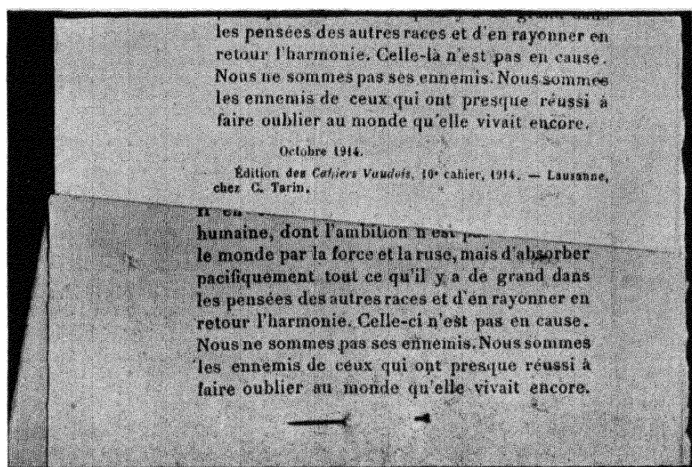 les pensées des autres races et d'en rayonner en
retour l'harmonie. Celle-là n'est pas en cause.
Nous ne sommes pas ses ennemis. Nous sommes
les ennemis de ceux qui ont presque réussi à
faire oublier au monde qu'elle vivait encore.
Octobre 1914.
Édition des Cahiers Vaudois, 10e cahier, 1914. — Lausanne,
chez C. Tarin.
humaine, dont l'ambition n'est
le monde par la force et la ruse, mais d'absorber
pacifiquement tout ce qu'il y a de grand dans
les pensées des autres races et d'en rayonner en
retour l'harmonie. Celle-ci n'est pas en cause.
Nous ne sommes pas ses ennemis. Nous sommes
les ennemis de ceux qui ont presque réussi à
faire oublier au monde qu'elle vivait encore.